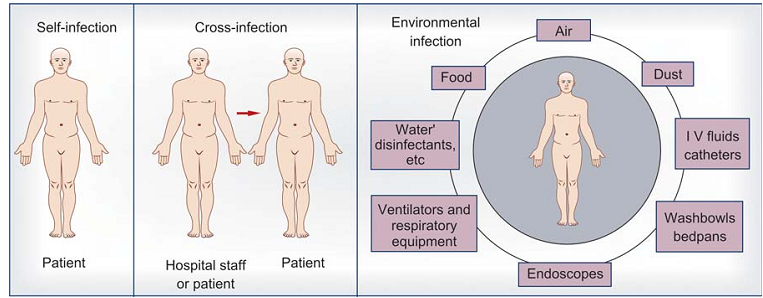 Self-infection
Patient
Cross-infection
Hospital staff
or patient
Patient
Environmental
infection
Air
Dust
I V fluids
catheters
Washbowls
bedpans
Endoscopes
Ventilators and
respiratory
equipment
Water'
disinfectants,
etc
Food